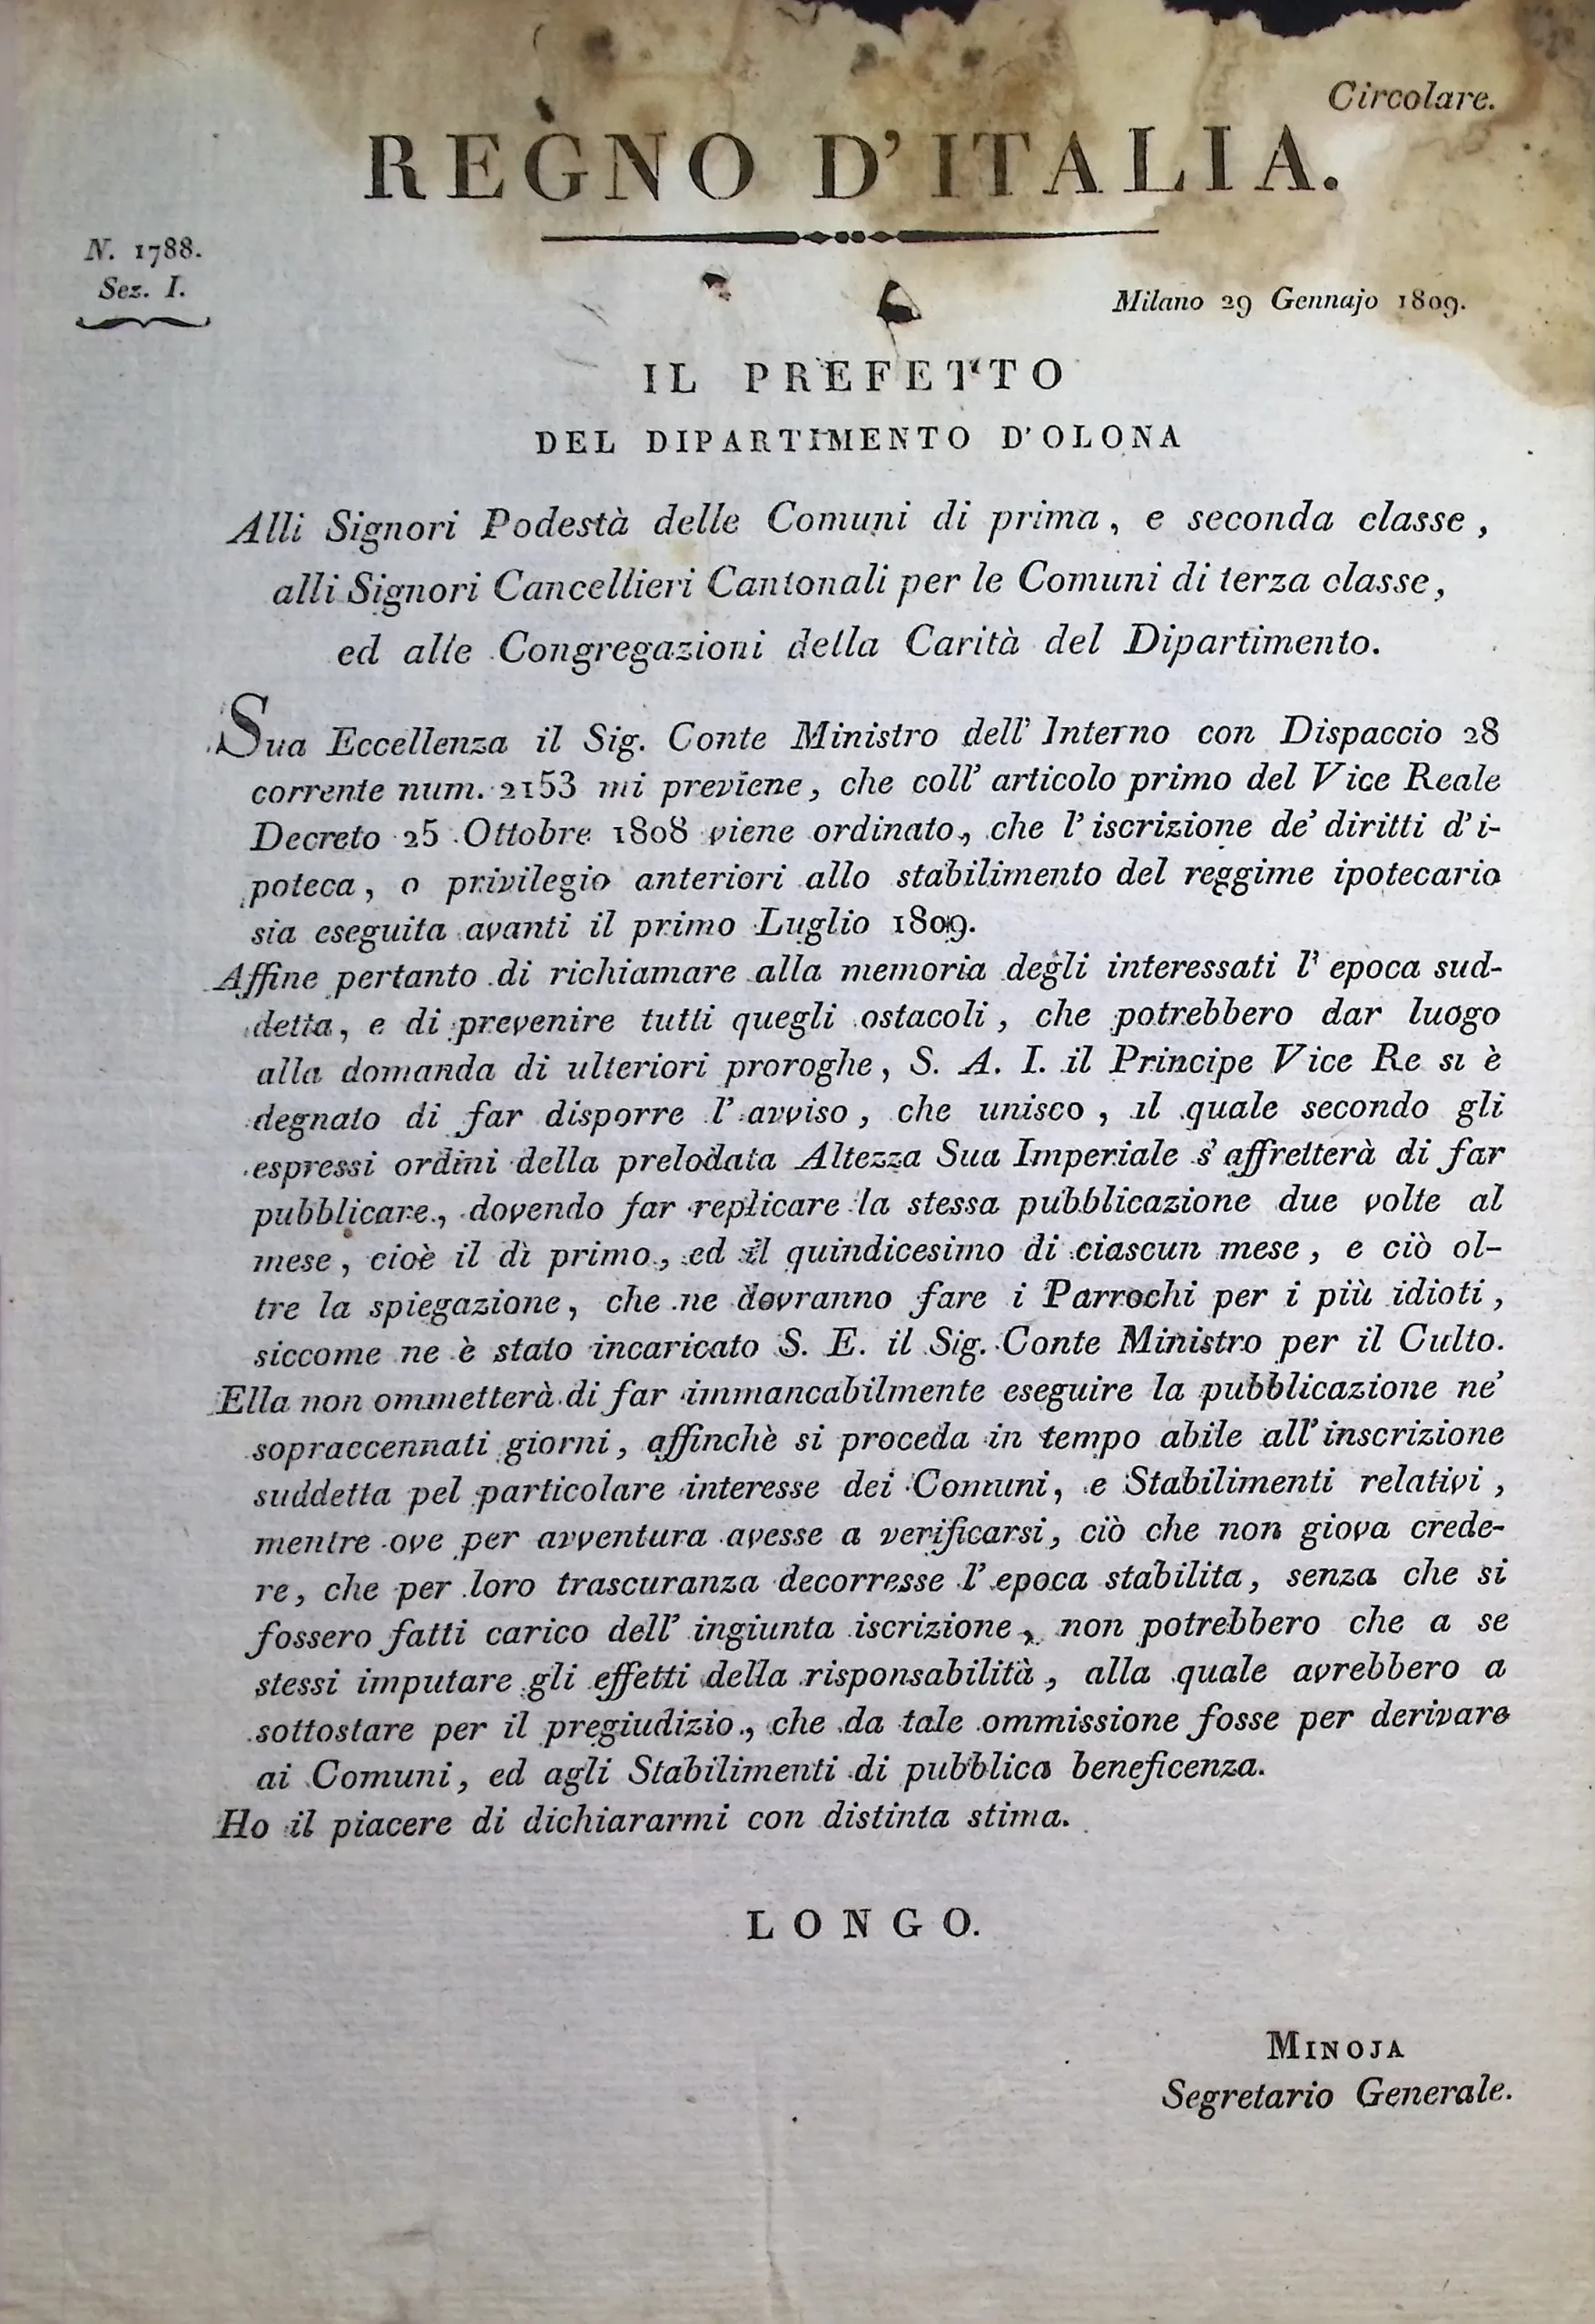 Circolare.
REGNO D'ITALIA.
N. 1788.
Sez. I.
Milano 29 Gennajo 1809.
IL PREFETTO
DEL DIPARTIMENTO D'OLONA
Alli Signori Podestà delle Comuni di prima, e seconda classe,
alli Signori Cancellieri Cantonali per le Comuni di terza classe,
ed alle Congregazioni della Carità del Dipartimento.
Sua Eccellenza il Sig. Conte Ministro dell' Interno con Dispaccio 28
corrente num. 2153 mi previene, che coll' articolo primo del Vice Reale
Decreto 25 Ottobre 1808 viene ordinato, che l' iscrizione de' diritti d' i-
poteca, o privilegio anteriori allo stabilimento del reggime ipotecario
sia eseguita avanti il primo Luglio 1809.
Affine pertanto di richiamare alla memoria degli interessati l' epoca sud-
detta, e di prevenire tutti quegli ostacoli, che potrebbero dar luogo
alla domanda di ulteriori proroghe, S. A. I. il Principe Vice Re si è
degnato di far disporre l' avviso, che unisco, il quale secondo gli
espressi ordini della prelodata Altezza Sua Imperiale s' affretterà di far
pubblicare, dovendo far replicare la stessa pubblicazione due volte al
mese, cioè il dì primo, ed il quindicesimo di ciascun mese, e ciò ol-
tre la spiegazione, che ne dovranno fare i Parrochi per i più idioti,
siccome ne è stato incaricato S. E. il Sig. Conte Ministro per il Culto.
Ella non ommetterà di far immancabilmente eseguire la pubblicazione ne'
sopraccennati giorni, affinchè si proceda in tempo abile all' inscrizione
suddetta pel particolare interesse dei Comuni, e Stabilimenti relativi,
mentre ove per avventura avesse a verificarsi, ciò che non giova crede-
re, che per loro trascuranza decorresse l' epoca stabilita, senza che si
fossero fatti carico dell' ingiunta iscrizione, non potrebbero che a se
stessi imputare gli effetti della risponsabilità, alla quale avrebbero a
sottostare per il pregiudizio, che da tale ommissione fosse per derivare
ai Comuni, ed agli Stabilimenti di pubblica beneficenza.
Ho il piacere di dichiararmi con distinta stima.
LONGO.
MINOJA
Segretario Generale.